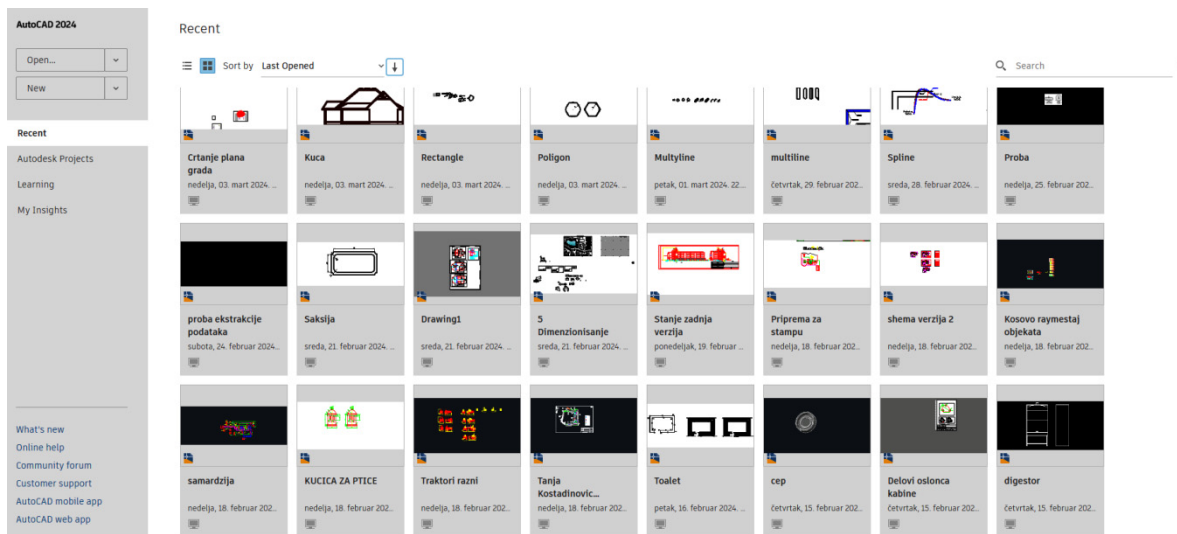 AutoCAD 2024
Open...
New
Recent
Autodesk Projects
Learning
My Insights
What's new
Online help
Community forum
Customer support
AutoCAD mobile app
AutoCAD web app
Recent
Sort by Last Opened
Search
Crtanje plana
grada
nedelja, 03. mart 2024. ...
Kuca
nedelja, 03. mart 2024. ...
Rectangle
nedelja, 03. mart 2024. ...
Poligon
nedelja, 03. mart 2024. ...
Multyline
petak, 01. mart 2024. 22...
multiline
četvrtak, 29. februar 202...
Spline
sreda, 28. februar 2024. ...
Proba
nedelja, 25. februar 202...
proba ekstrakcije
podataka
subota, 24. februar 2024...
Saksija
sreda, 21. februar 2024. ...
Drawing1
sreda, 21. februar 2024. ...
5
Dimenzionisanje
sreda, 21. februar 2024. ...
Stanje zadnja
verzija
ponedeljak, 19. februar ...
Priprema za
stampu
nedelja, 18. februar 202...
shema verzija 2
nedelja, 18. februar 202...
Kosovo raymestaj
objekata
nedelja, 18. februar 202...
samardzija
nedelja, 18. februar 202...
KUCICA ZA PTICE
nedelja, 18. februar 202...
Traktori razni
nedelja, 18. februar 202...
Tanja
Kostadinovic...
nedelja, 18. februar 202...
Toalet
petak, 16. februar 2024. ...
cep
četvrtak, 15. februar 202...
Delovi oslonca
kabine
četvrtak, 15. februar 202...
digestor
četvrtak, 15. februar 202...